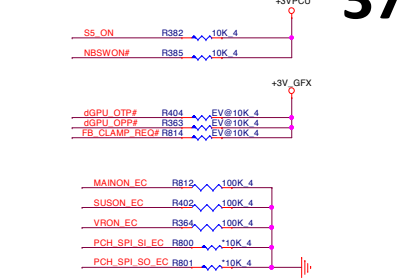 +3VPCU
37
S5_ON R382 10K_4
NBSWON# R385 10K_4
+3V_GFX
dGPU_OTP# R404 EV@10K_4
dGPU_OPP# R363 EV@10K_4
FB_CLAMP_REQ# R814 EV@10K_4
MAINON_EC R812 100K_4
SUSON_EC R402 100K_4
VRON_EC R364 100K_4
PCH_SPI_SI_EC R800 *10K_4
PCH_SPI_SO_EC R801 *10K_4